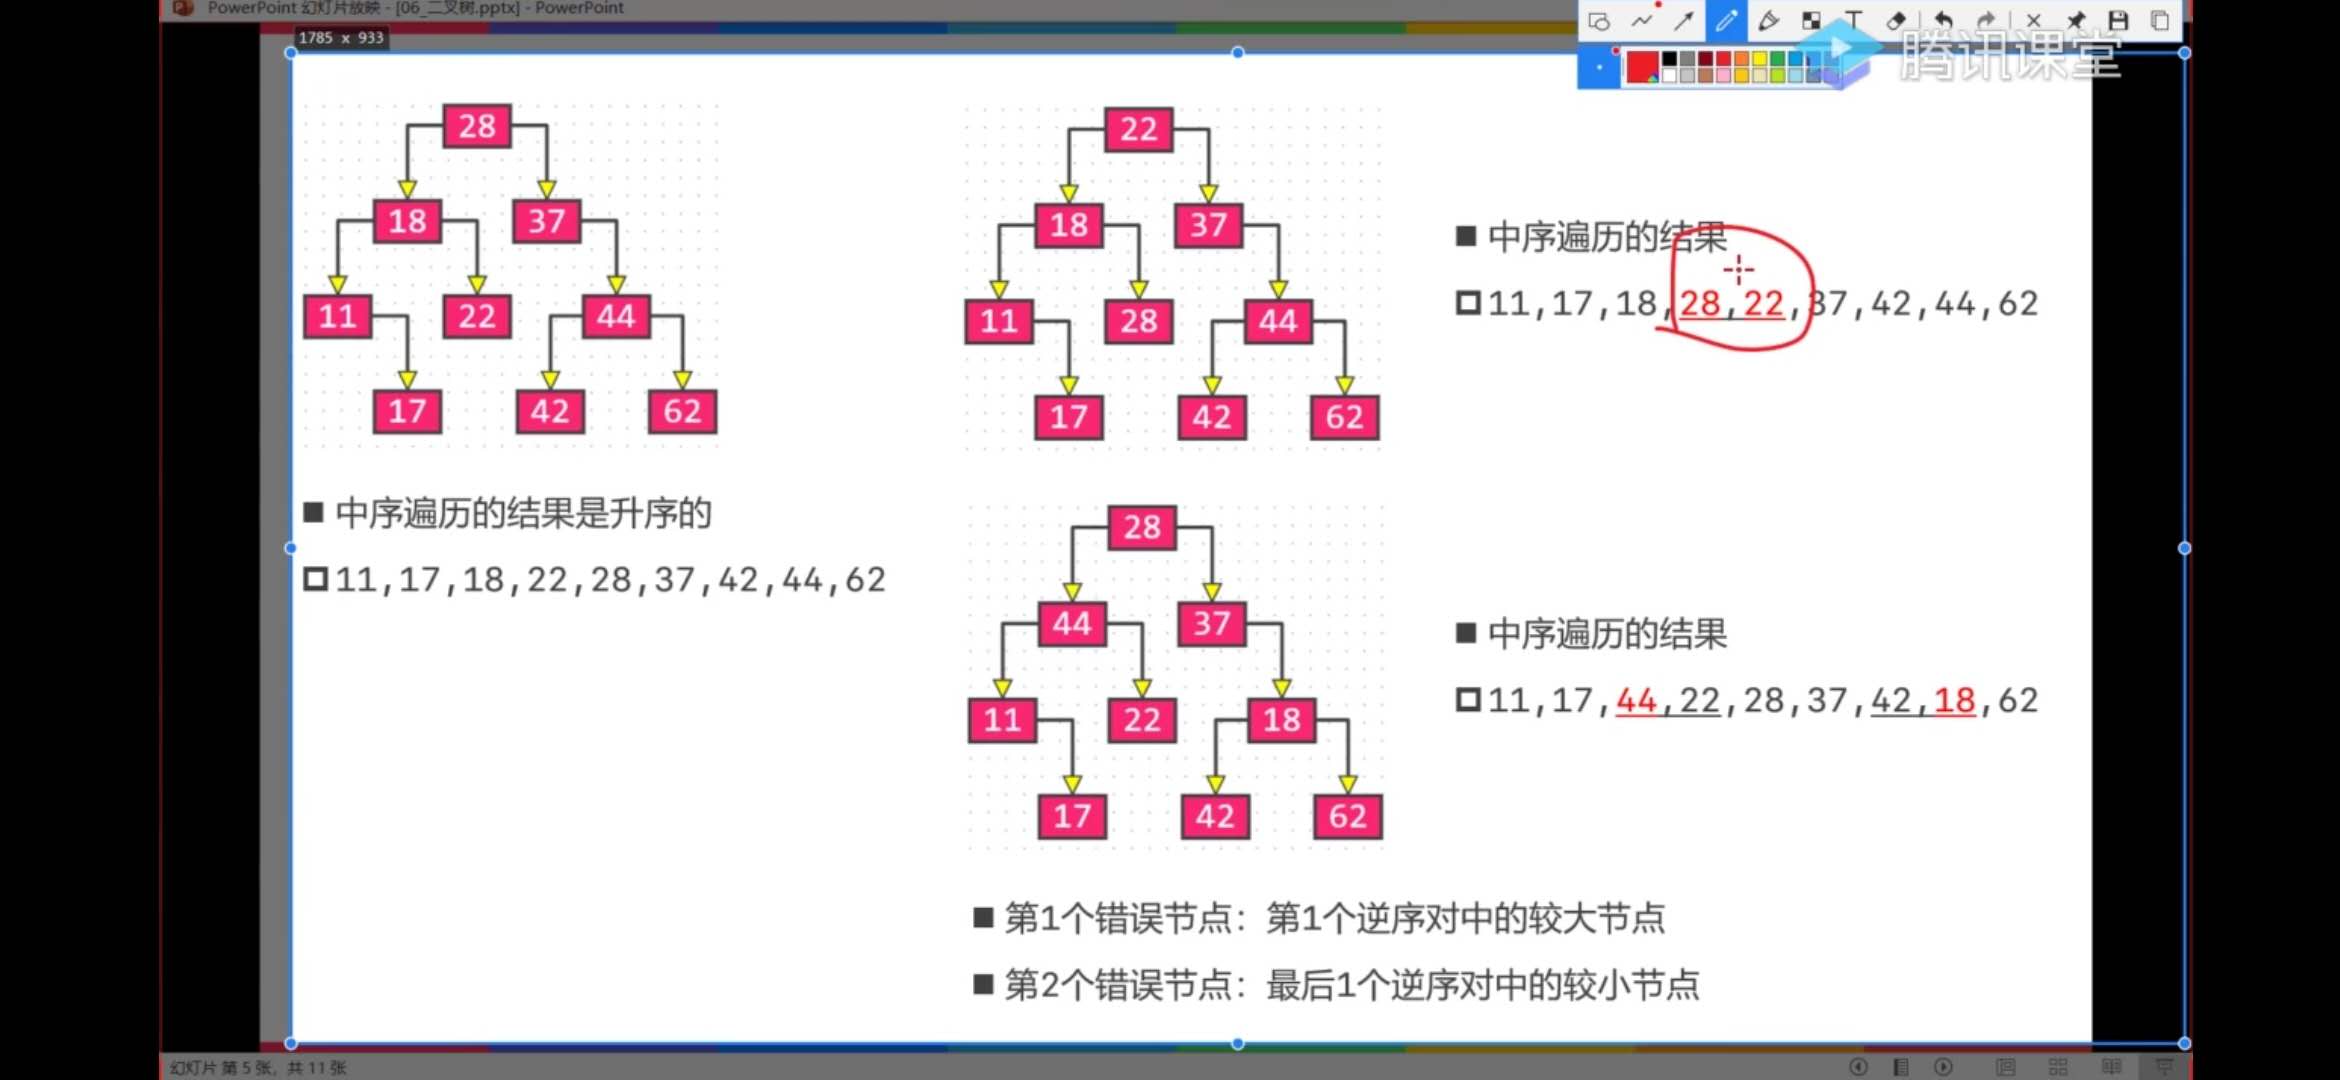 PowerPoint 幻灯片放映 - [06_二叉树.pptx] - PowerPoint
1785 x 933
腾讯课堂
28
18 37
11 22 44
17 42 62
■ 中序遍历的结果是升序的
11,17,18,22,28,37,42,44,62
22
18 37
11 28 44
17 42 62
■ 中序遍历的结果
11,17,18,28,22,37,42,44,62
28
44 37
11 22 18
17 42 62
■ 中序遍历的结果
11,17,44,22,28,37,42,18,62
■ 第1个错误节点：第1个逆序对中的较大节点
■ 第2个错误节点：最后1个逆序对中的较小节点
幻灯片 第 5 张，共 11 张